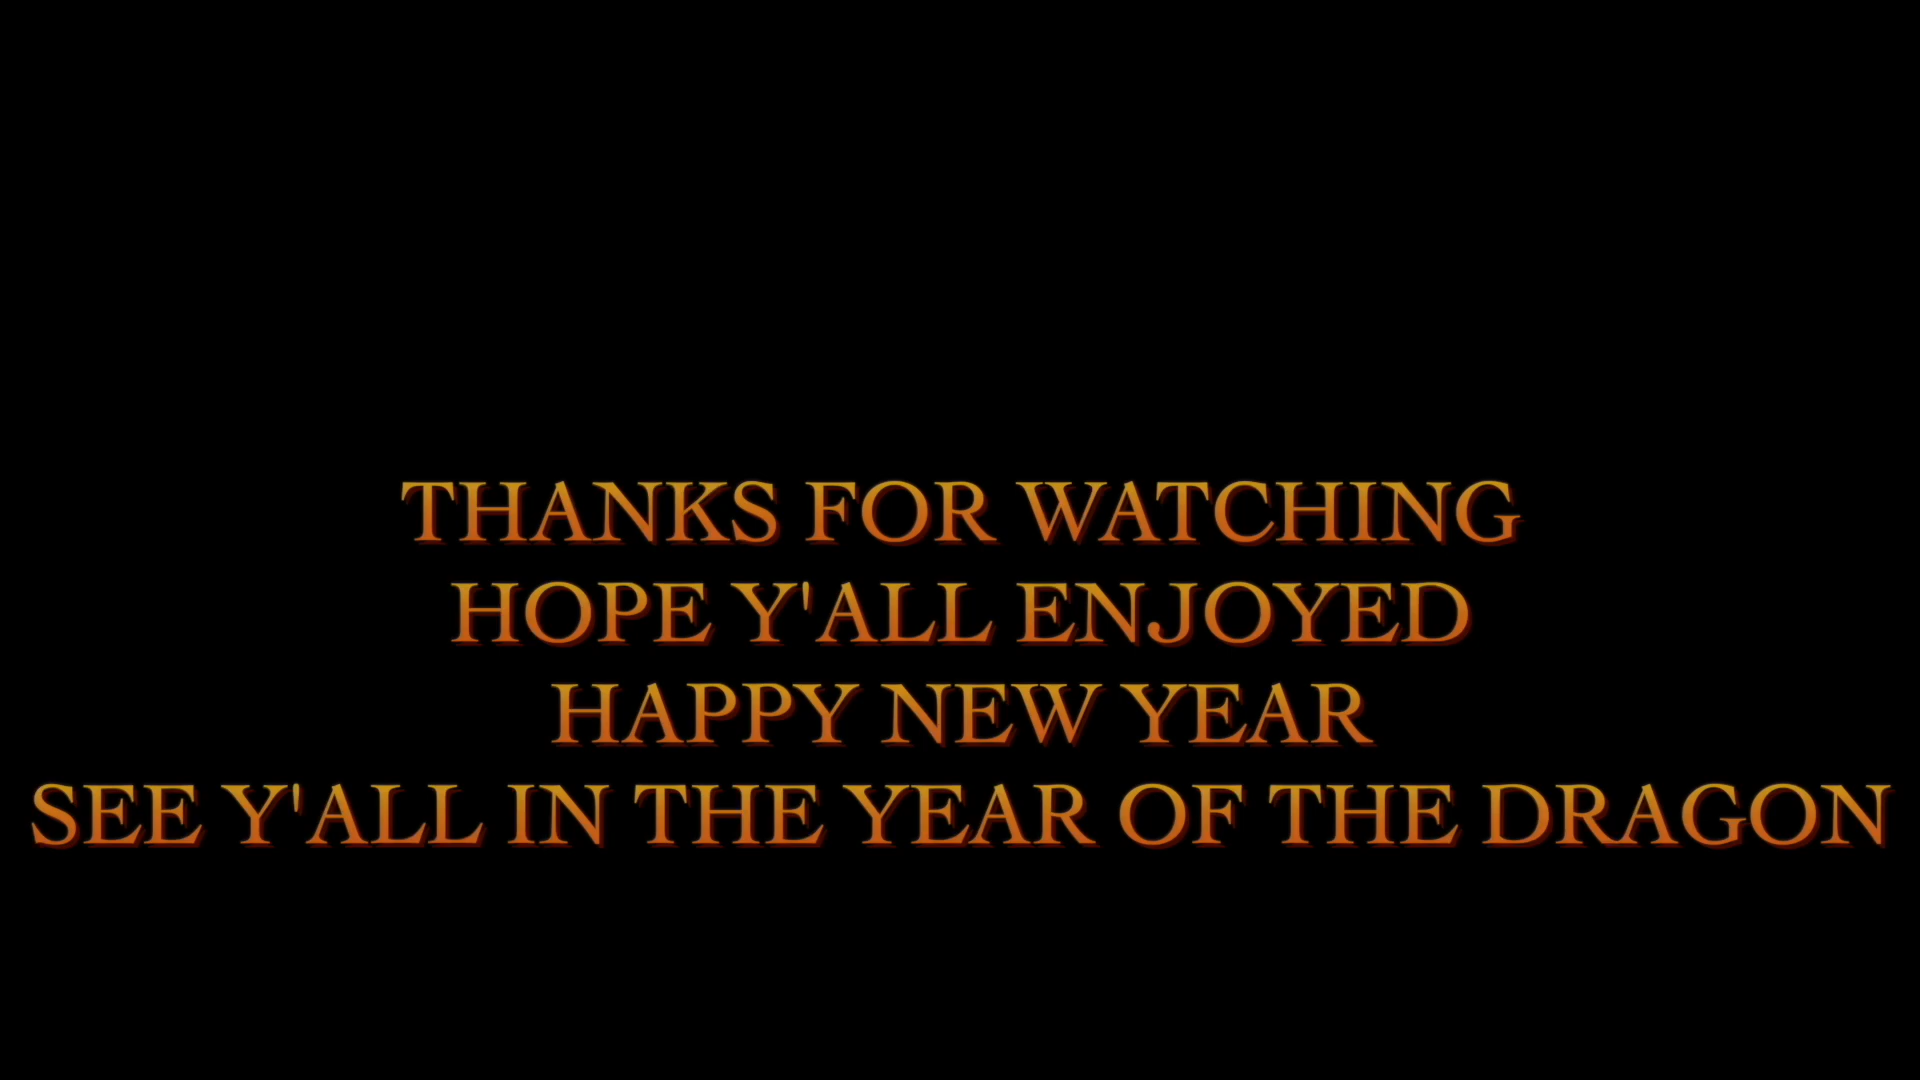 THANKS FOR WATCHING
HOPE Y'ALL ENJOYED
HAPPY NEW YEAR
SEE Y'ALL IN THE YEAR OF THE DRAGON